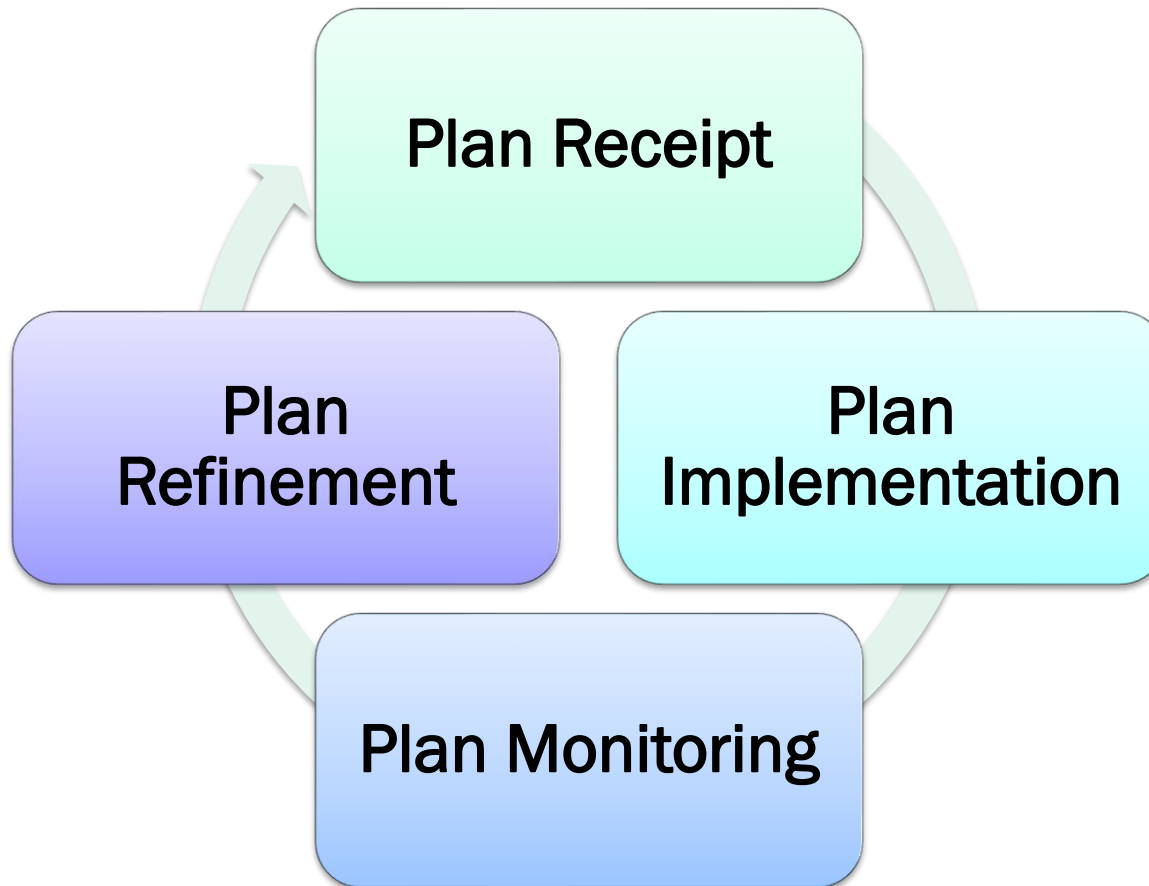 Plan Receipt
Plan
Refinement
Plan
Implementation
Plan Monitoring